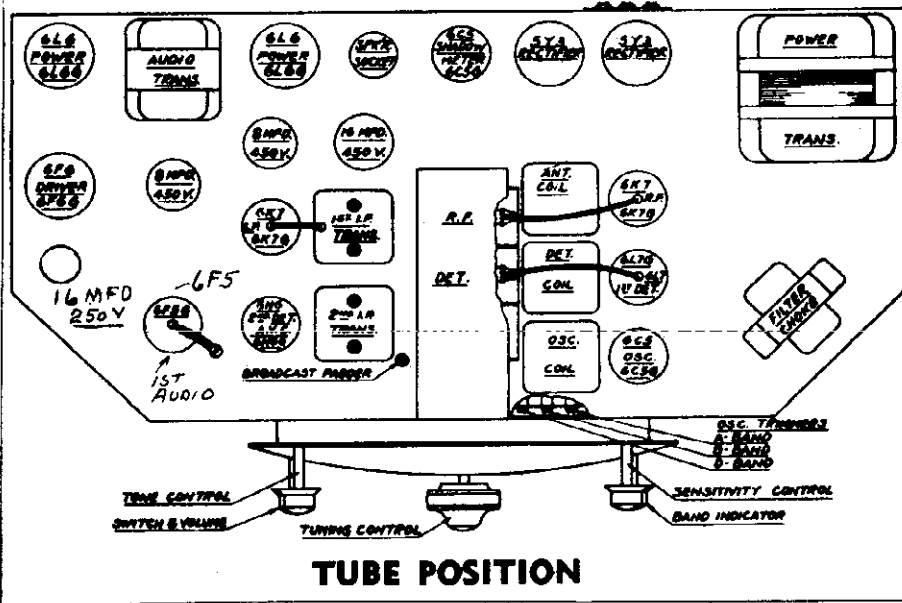 6L6
POWER
6L6G
AUDIO
TRANS.
6L6
POWER
6L6G
SPKR
SOCKET
6C5
SHADOW
METER
6C5G
5Y3
RECTIFIER
5Y3
RECTIFIER
POWER
TRANS.
8 MFD.
450 V.
16 MFD.
450 V.
6F6
DRIVER
6F6G
8 MFD.
450 V.
6K7
I.F.
6K7G
1ST I.F.
TRANS.
R.F.
DET.
ANT.
COIL
6K7
R.F.
6K7G
DET.
COIL
6L7G
6L7
1ST DET.
16 MFD
250 V
6F5
6F5G
1ST
AUDIO
2ND DET.
2ND I.F.
TRANS.
BROADCAST PADDER
OSC.
COIL
6C5
OSC.
6C5G
FILTER
CHOKE
OSC. TRIMMERS
A-BAND
B-BAND
D-BAND
TONE CONTROL
SWITCH & VOLUME
TUNING CONTROL
SENSITIVITY CONTROL
BAND INDICATOR
TUBE POSITION